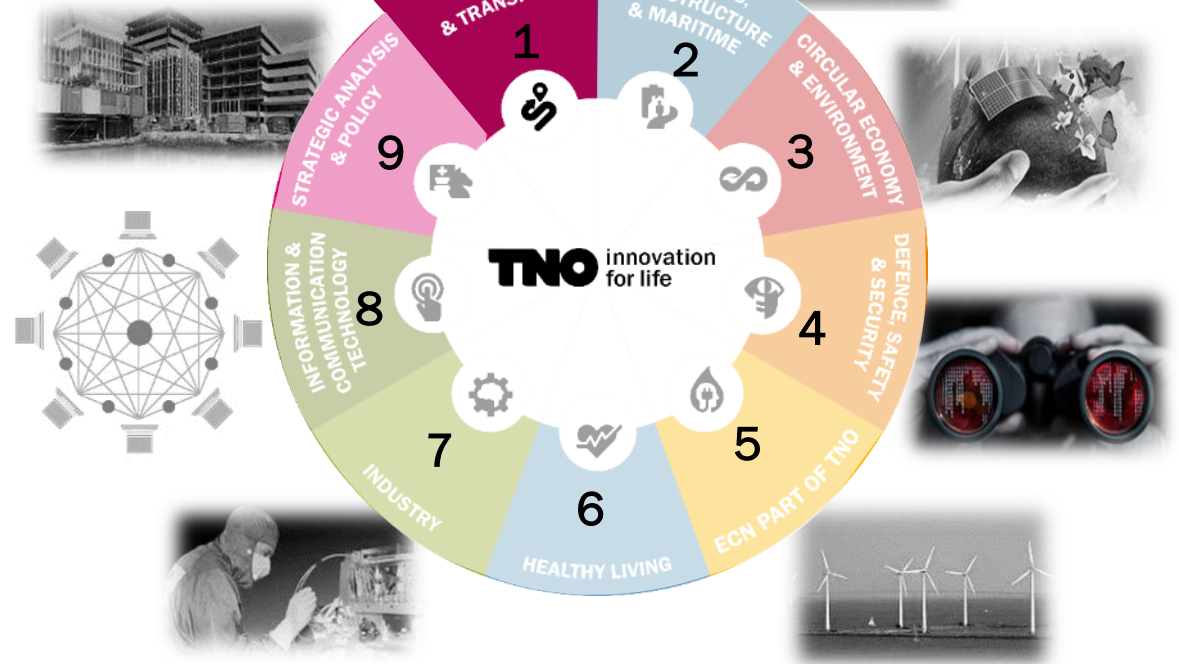 & TRANS
1
STRUCTURE
& MARITIME
2
CIRCULAR ECONOMY
& ENVIRONMENT
3
DEFENCE, SAFETY
& SECURITY
4
ECN PART OF TNO
5
HEALTHY LIVING
6
INDUSTRY
7
INFORMATION &
COMMUNICATION
TECHNOLOGY
8
STRATEGIC ANALYSIS
& POLICY
9
TNO innovation
for life